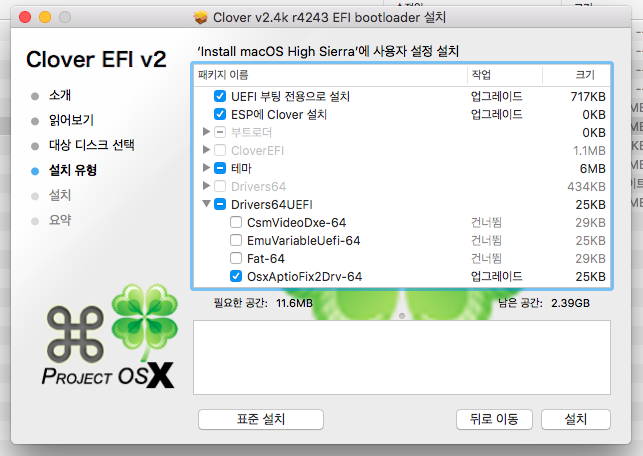 Clover v2.4k r4243 EFI bootloader 설치
Clover EFI v2
'Install macOS High Sierra'에 사용자 설정 설치
소개
읽어보기
대상 디스크 선택
설치 유형
설치
요약
패키지 이름 작업 크기
UEFI 부팅 전용으로 설치 업그레이드 717KB
ESP에 Clover 설치 업그레이드 0KB
부트로더 0KB
CloverEFI 1.1MB
테마 6MB
Drivers64 434KB
Drivers64UEFI 25KB
CsmVideoDxe-64 건너뜀 29KB
EmuVariableUefi-64 건너뜀 29KB
Fat-64 건너뜀 29KB
OsxAptioFix2Drv-64 업그레이드 25KB
필요한 공간: 11.6MB 남은 공간: 2.39GB
PROJECT OSX
표준 설치 뒤로 이동 설치